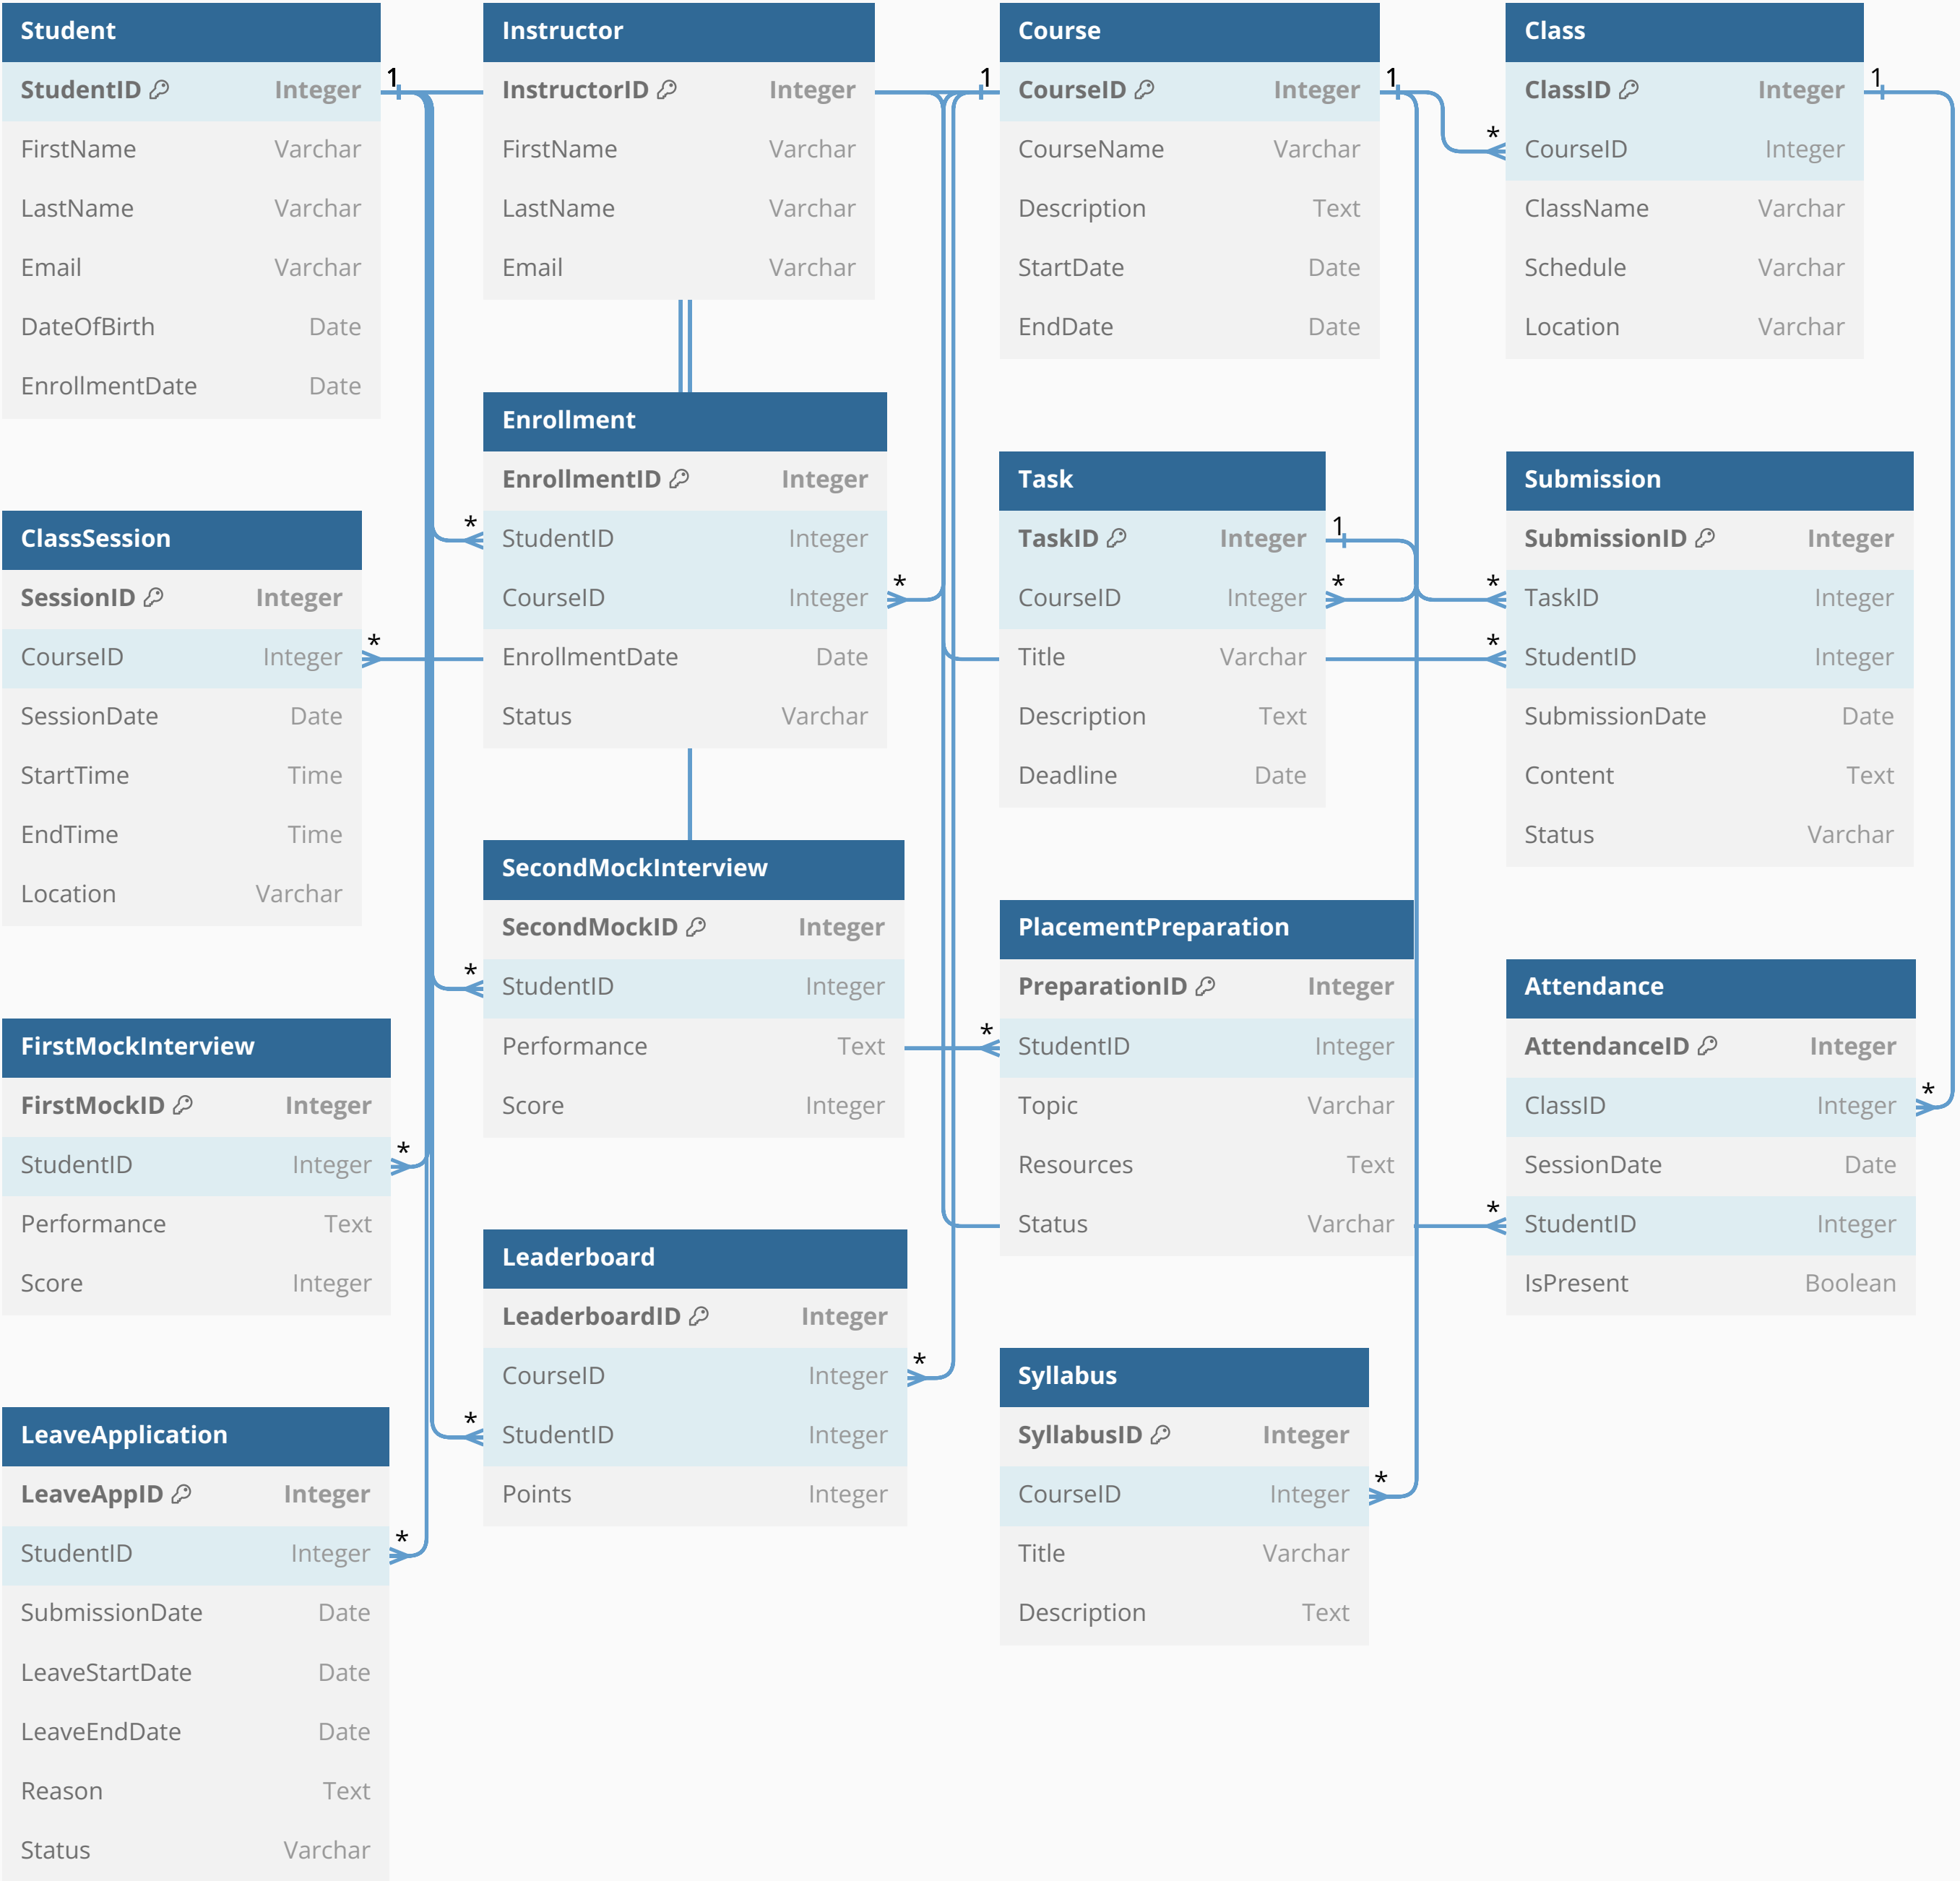 Student
StudentID Integer
FirstName Varchar
LastName Varchar
Email Varchar
DateOfBirth Date
EnrollmentDate Date
1
Instructor
InstructorID Integer
FirstName Varchar
LastName Varchar
Email Varchar
1
Course
CourseID Integer
CourseName Varchar
Description Text
StartDate Date
EndDate Date
1
*
Class
ClassID Integer
CourseID Integer
ClassName Varchar
Schedule Varchar
Location Varchar
1
ClassSession
SessionID Integer
CourseID Integer
SessionDate Date
StartTime Time
EndTime Time
Location Varchar
*
*
Enrollment
EnrollmentID Integer
StudentID Integer
CourseID Integer
EnrollmentDate Date
Status Varchar
*
Task
TaskID Integer
CourseID Integer
Title Varchar
Description Text
Deadline Date
1
*
*
*
Submission
SubmissionID Integer
TaskID Integer
StudentID Integer
SubmissionDate Date
Content Text
Status Varchar
FirstMockInterview
FirstMockID Integer
StudentID Integer
Performance Text
Score Integer
*
*
SecondMockInterview
SecondMockID Integer
StudentID Integer
Performance Text
Score Integer
*
PlacementPreparation
PreparationID Integer
StudentID Integer
Topic Varchar
Resources Text
Status Varchar
*
Attendance
AttendanceID Integer
ClassID Integer
SessionDate Date
StudentID Integer
IsPresent Boolean
*
LeaveApplication
LeaveAppID Integer
StudentID Integer
SubmissionDate Date
LeaveStartDate Date
LeaveEndDate Date
Reason Text
Status Varchar
*
*
Leaderboard
LeaderboardID Integer
CourseID Integer
StudentID Integer
Points Integer
*
Syllabus
SyllabusID Integer
CourseID Integer
Title Varchar
Description Text
*